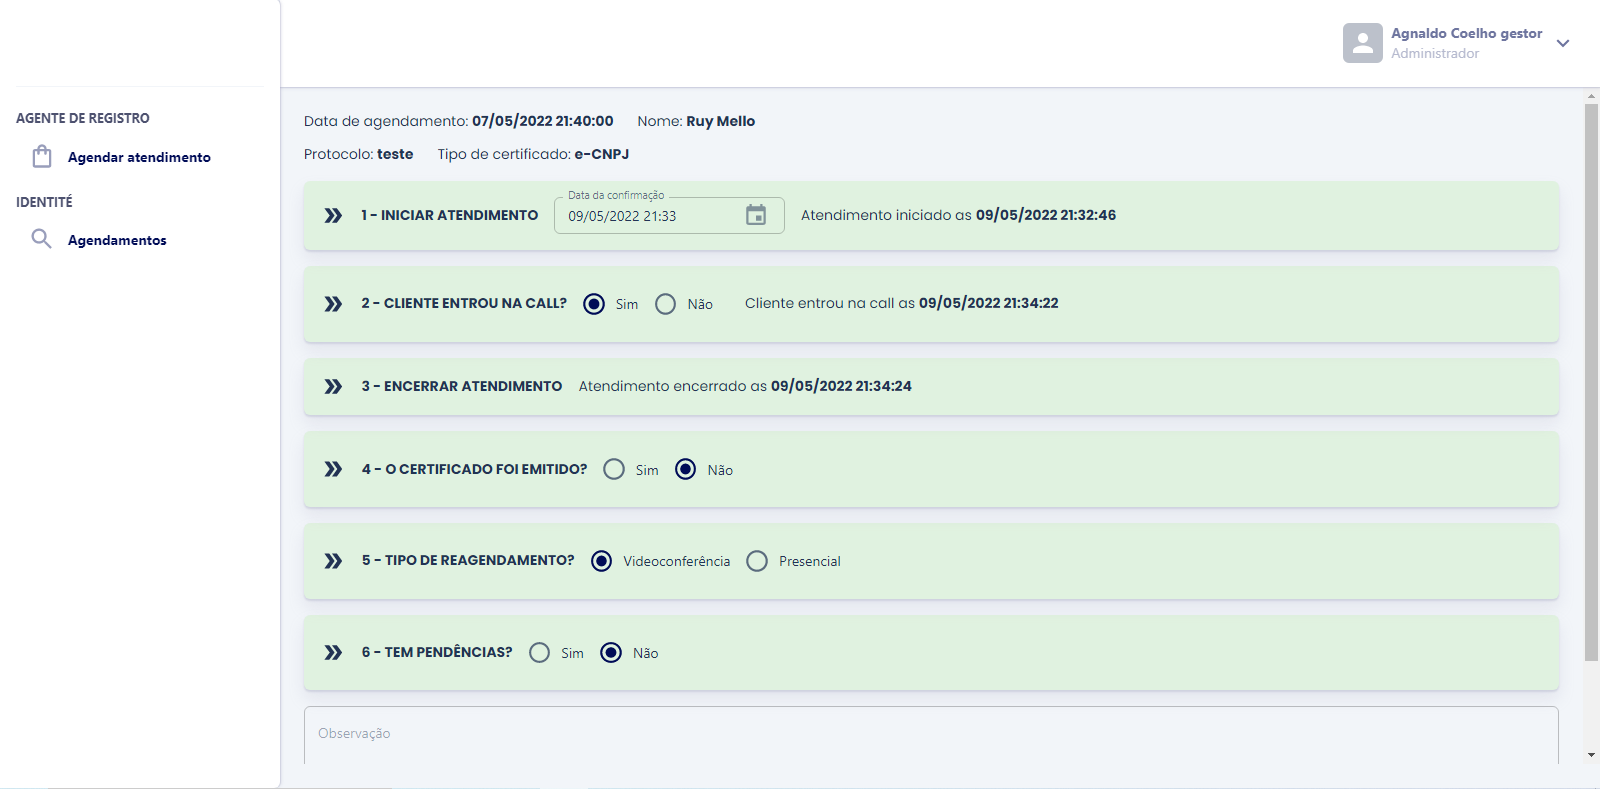 Agnaldo Coelho gestor
Administrador
AGENTE DE REGISTRO
Agendar atendimento
IDENTITÉ
Agendamentos
Data de agendamento: 07/05/2022 21:40:00 Nome: Ruy Mello
Protocolo: teste Tipo de certificado: e-CNPJ
1 - INICIAR ATENDIMENTO Data da confirmação 09/05/2022 21:33 Atendimento iniciado as 09/05/2022 21:32:46
2 - CLIENTE ENTROU NA CALL? Sim Não Cliente entrou na call as 09/05/2022 21:34:22
3 - ENCERRAR ATENDIMENTO Atendimento encerrado as 09/05/2022 21:34:24
4 - O CERTIFICADO FOI EMITIDO? Sim Não
5 - TIPO DE REAGENDAMENTO? Videoconferência Presencial
6 - TEM PENDÊNCIAS? Sim Não
Observação